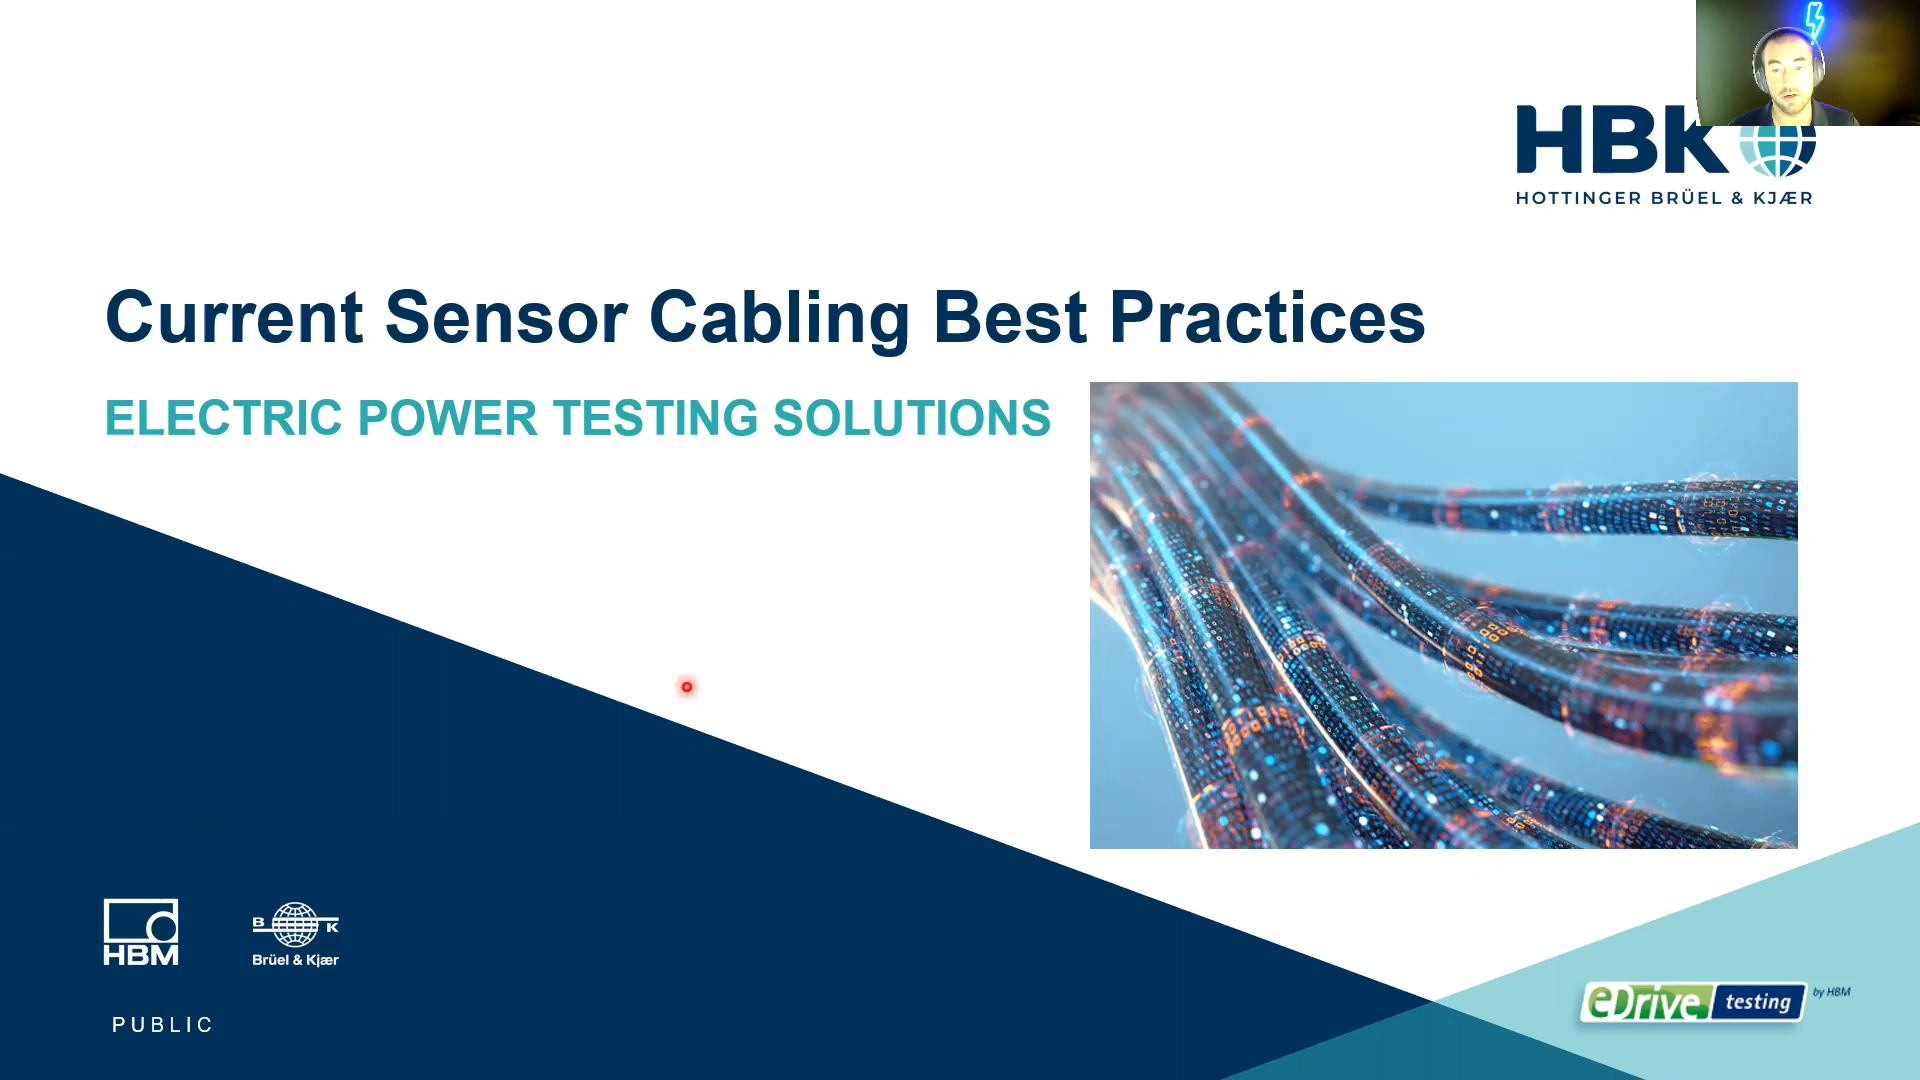 HBK
HOTTINGER BRÜEL & KJÆR
Current Sensor Cabling Best Practices
ELECTRIC POWER TESTING SOLUTIONS
HBM
B K
Brüel & Kjær
PUBLIC
eDrive testing by HBM